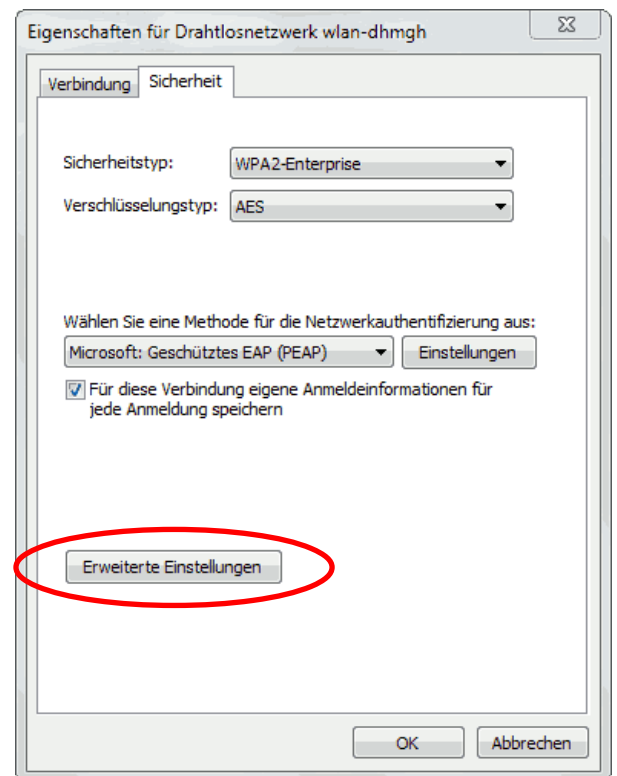 Eigenschaften für Drahtlosnetzwerk wlan-dhmgh
Verbindung Sicherheit
Sicherheitstyp: WPA2-Enterprise
Verschlüsselungstyp: AES
Wählen Sie eine Methode für die Netzwerkauthentifizierung aus:
Microsoft: Geschütztes EAP (PEAP) Einstellungen
Für diese Verbindung eigene Anmeldeinformationen für
jede Anmeldung speichern
Erweiterte Einstellungen
OK Abbrechen